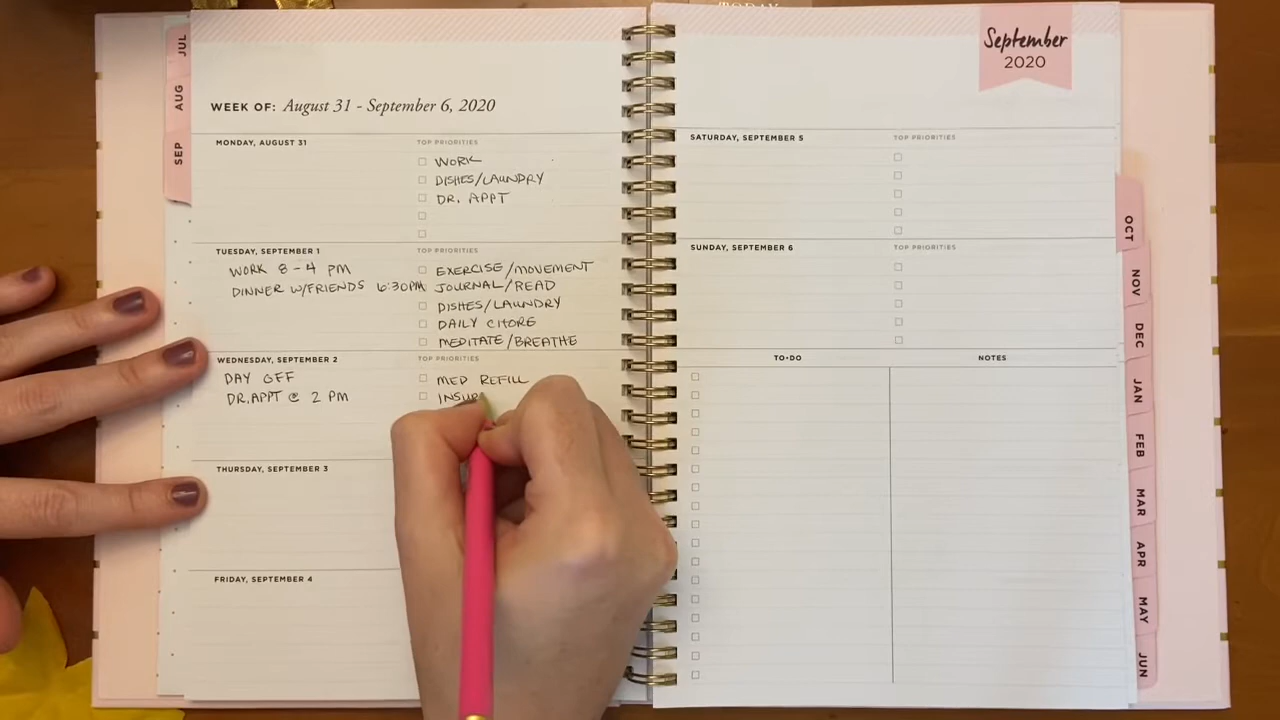 TODAY
JUL
AUG
SEP
WEEK OF: August 31 - September 6, 2020
MONDAY, AUGUST 31
TOP PRIORITIES
WORK
DISHES/LAUNDRY
DR. APPT
TUESDAY, SEPTEMBER 1
WORK 8-4 PM
DINNER W/FRIENDS 6:30PM
TOP PRIORITIES
EXERCISE/MOVEMENT
JOURNAL/READ
DISHES/LAUNDRY
DAILY CHORE
MEDITATE/BREATHE
WEDNESDAY, SEPTEMBER 2
DAY OFF
DR.APPT @ 2 PM
TOP PRIORITIES
MED REFILL
INSUR
THURSDAY, SEPTEMBER 3
FRIDAY, SEPTEMBER 4
September
2020
SATURDAY, SEPTEMBER 5
TOP PRIORITIES
SUNDAY, SEPTEMBER 6
TOP PRIORITIES
TO-DO
NOTES
OCT
NOV
DEC
JAN
FEB
MAR
APR
MAY
JUN